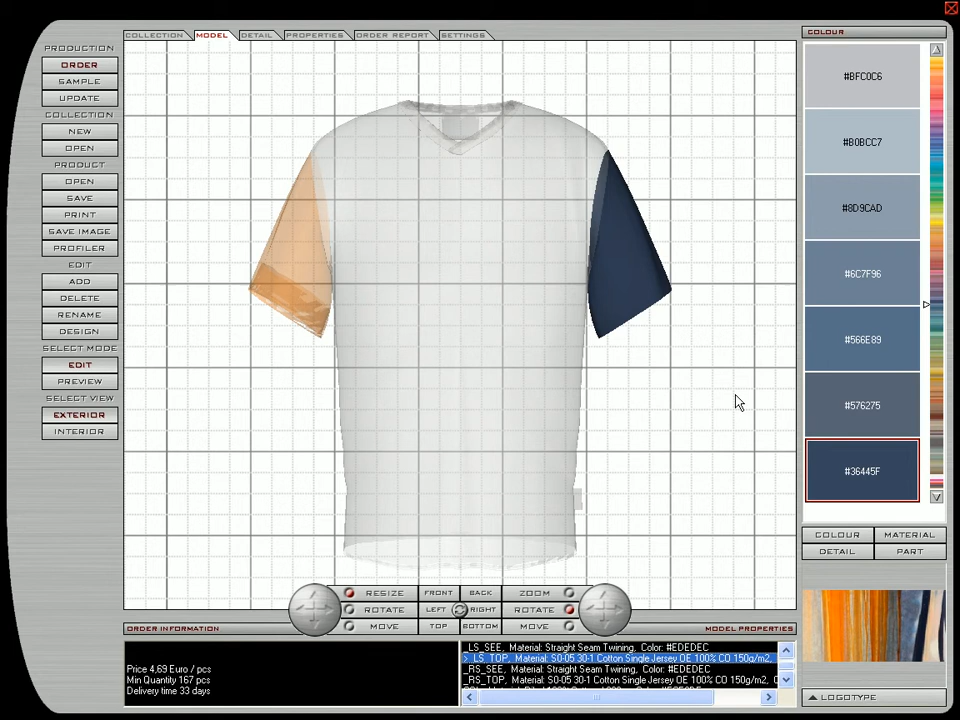 COLLECTION MODEL DETAIL PROPERTIES ORDER REPORT SETTINGS
PRODUCTION
ORDER
SAMPLE
UPDATE
COLLECTION
NEW
OPEN
PRODUCT
OPEN
SAVE
PRINT
SAVE IMAGE
PROFILER
EDIT
ADD
DELETE
RENAME
DESIGN
SELECT MODE
EDIT
PREVIEW
SELECT VIEW
EXTERIOR
INTERIOR
COLOUR
#BFC0C6
#B0BCC7
#8D9CAD
#6C7F96
#566E89
#576275
#36445F
COLOUR MATERIAL
DETAIL PART
LOGOTYPE
RESIZE FRONT BACK ZOOM
ROTATE LEFT RIGHT ROTATE
MOVE TOP BOTTOM MOVE
ORDER INFORMATION MODEL PROPERTIES
Price 4,69 Euro / pcs
Min Quantity 167 pcs
Delivery time 33 days
_LS_SEE, Material: Straight Seam Twining, Color: #EDEDEC
> _LS_TOP, Material: S0-05 30-1 Cotton Single Jersey OE 100% CO 150g/m2,
_RS_SEE, Material: Straight Seam Twining, Color: #EDEDEC
_RS_TOP, Material: S0-05 30-1 Cotton Single Jersey OE 100% CO 150g/m2, C